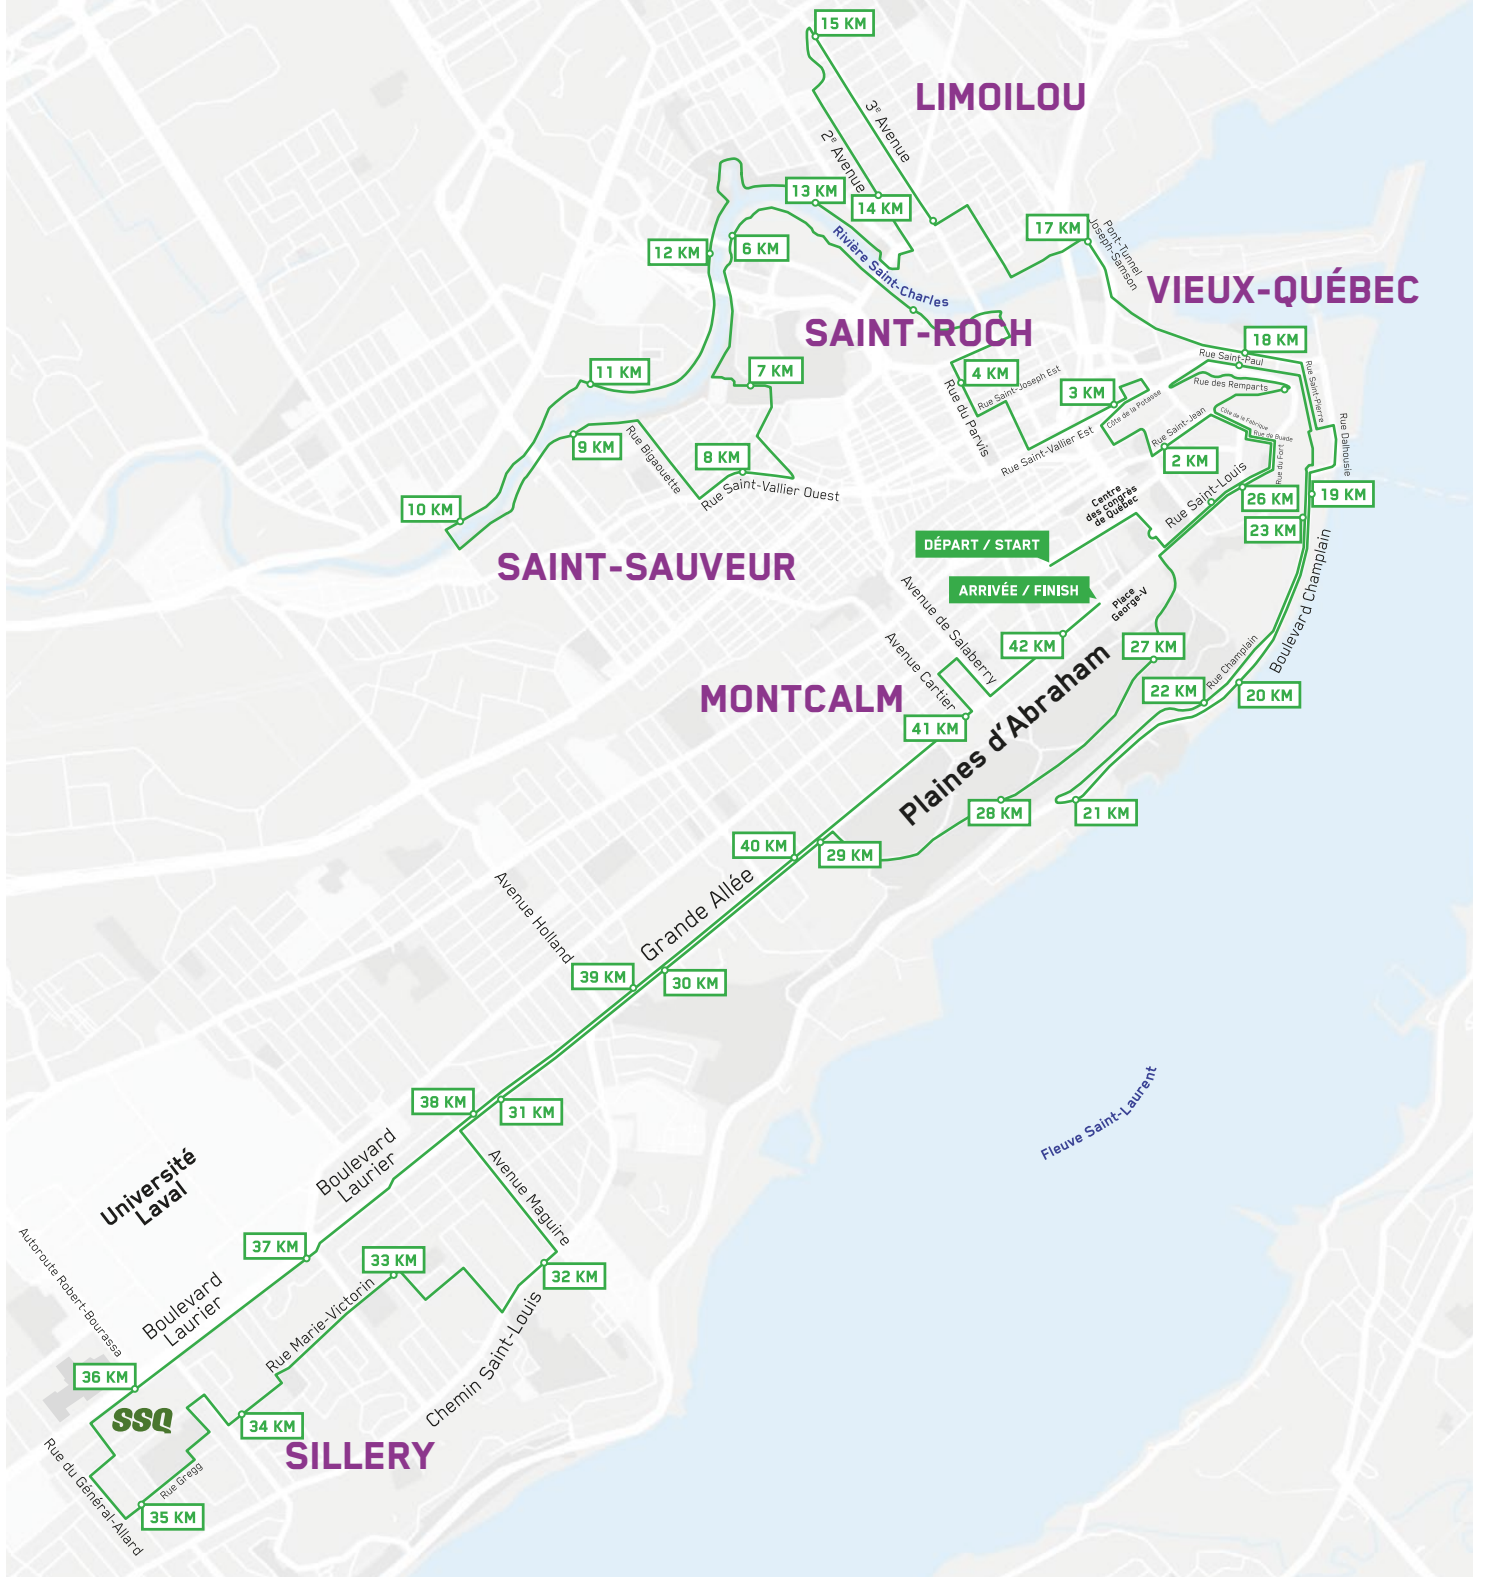 15 KM
LIMOILOU
3e Avenue
2e Avenue
13 KM
14 KM
17 KM
Pont-Tunnel
Joseph-Samson
12 KM
6 KM
Rivière Saint-Charles
VIEUX-QUÉBEC
SAINT-ROCH
18 KM
Rue Saint-Paul
11 KM
7 KM
4 KM
Rue Saint-Joseph Est
3 KM
Rue des Remparts
Rue Saint-Pierre
Côte de la Potasse
Rue du Parvis
Rue Saint-Vallier Est
Rue Saint-Jean
Côte de la Fabrique
Rue de Buade
Rue du Fort
Rue Dalhousie
9 KM
Rue Bigaouette
8 KM
2 KM
Rue Saint-Vallier Ouest
Rue Saint-Louis
Centre
des congrès
de Québec
26 KM
19 KM
10 KM
23 KM
DÉPART / START
SAINT-SAUVEUR
ARRIVÉE / FINISH
Place
George-V
Boulevard Champlain
Avenue de Salaberry
42 KM
27 KM
Avenue Cartier
Rue Champlain
MONTCALM
22 KM
20 KM
41 KM
Plaines d'Abraham
28 KM
21 KM
40 KM
29 KM
Avenue Holland
Grande Allée
39 KM
30 KM
38 KM
31 KM
Fleuve Saint-Laurent
Boulevard
Laurier
Université
Laval
Avenue Maguire
37 KM
33 KM
32 KM
Autoroute Robert-Bourassa
Boulevard
Laurier
Rue Marie-Victorin
Chemin Saint-Louis
36 KM
SSQ
34 KM
SILLERY
Rue du Général-Allard
Rue Gregg
35 KM